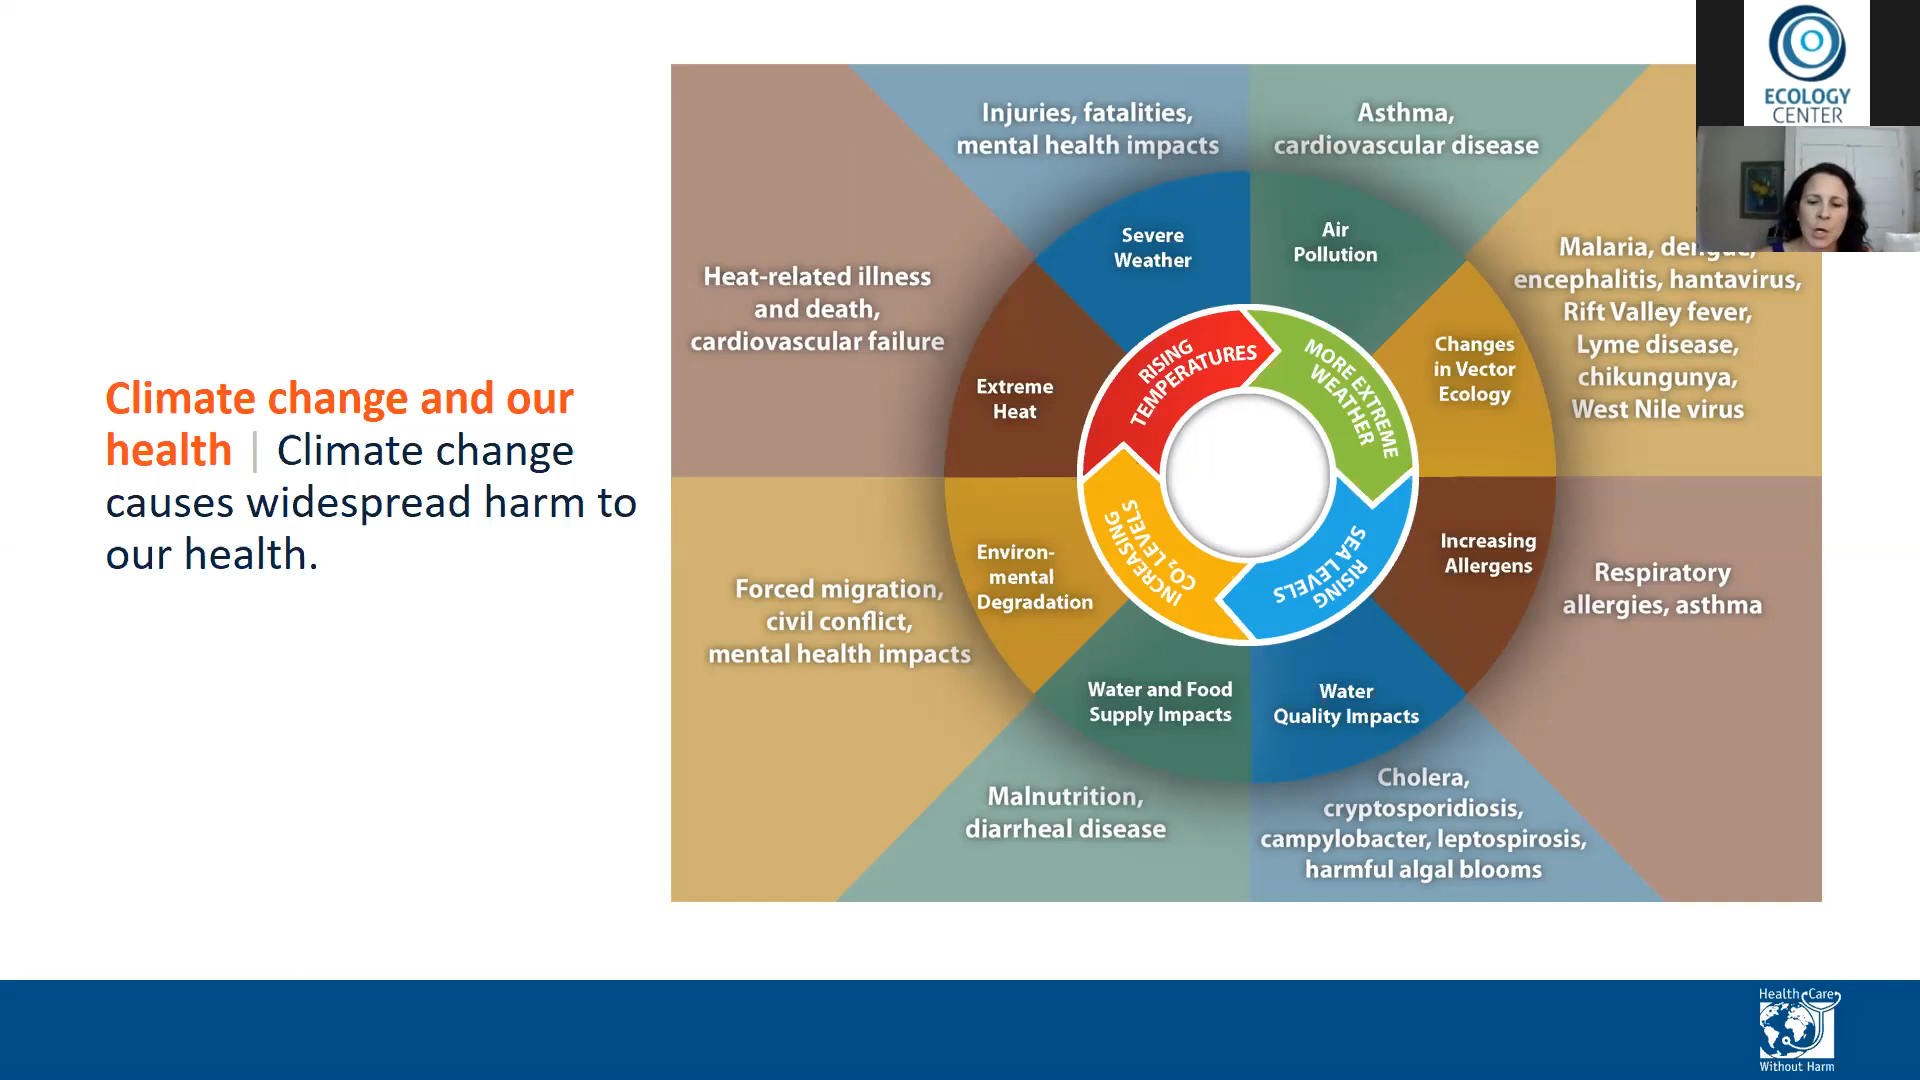 Climate change and our
health | Climate change
causes widespread harm to
our health.
Injuries, fatalities,
mental health impacts
Asthma,
cardiovascular disease
Malaria, dengue,
encephalitis, hantavirus,
Rift Valley fever,
Lyme disease,
chikungunya,
West Nile virus
Respiratory
allergies, asthma
Cholera,
cryptosporidiosis,
campylobacter, leptospirosis,
harmful algal blooms
Malnutrition,
diarrheal disease
Forced migration,
civil conflict,
mental health impacts
Heat-related illness
and death,
cardiovascular failure
Severe
Weather
Air
Pollution
Changes
in Vector
Ecology
Increasing
Allergens
Water
Quality Impacts
Water and Food
Supply Impacts
Environ-
mental
Degradation
Extreme
Heat
RISING
TEMPERATURES
MORE EXTREME
WEATHER
RISING
SEA LEVELS
INCREASING
CO₂ LEVELS
ECOLOGY
CENTER
Health Care
Without Harm